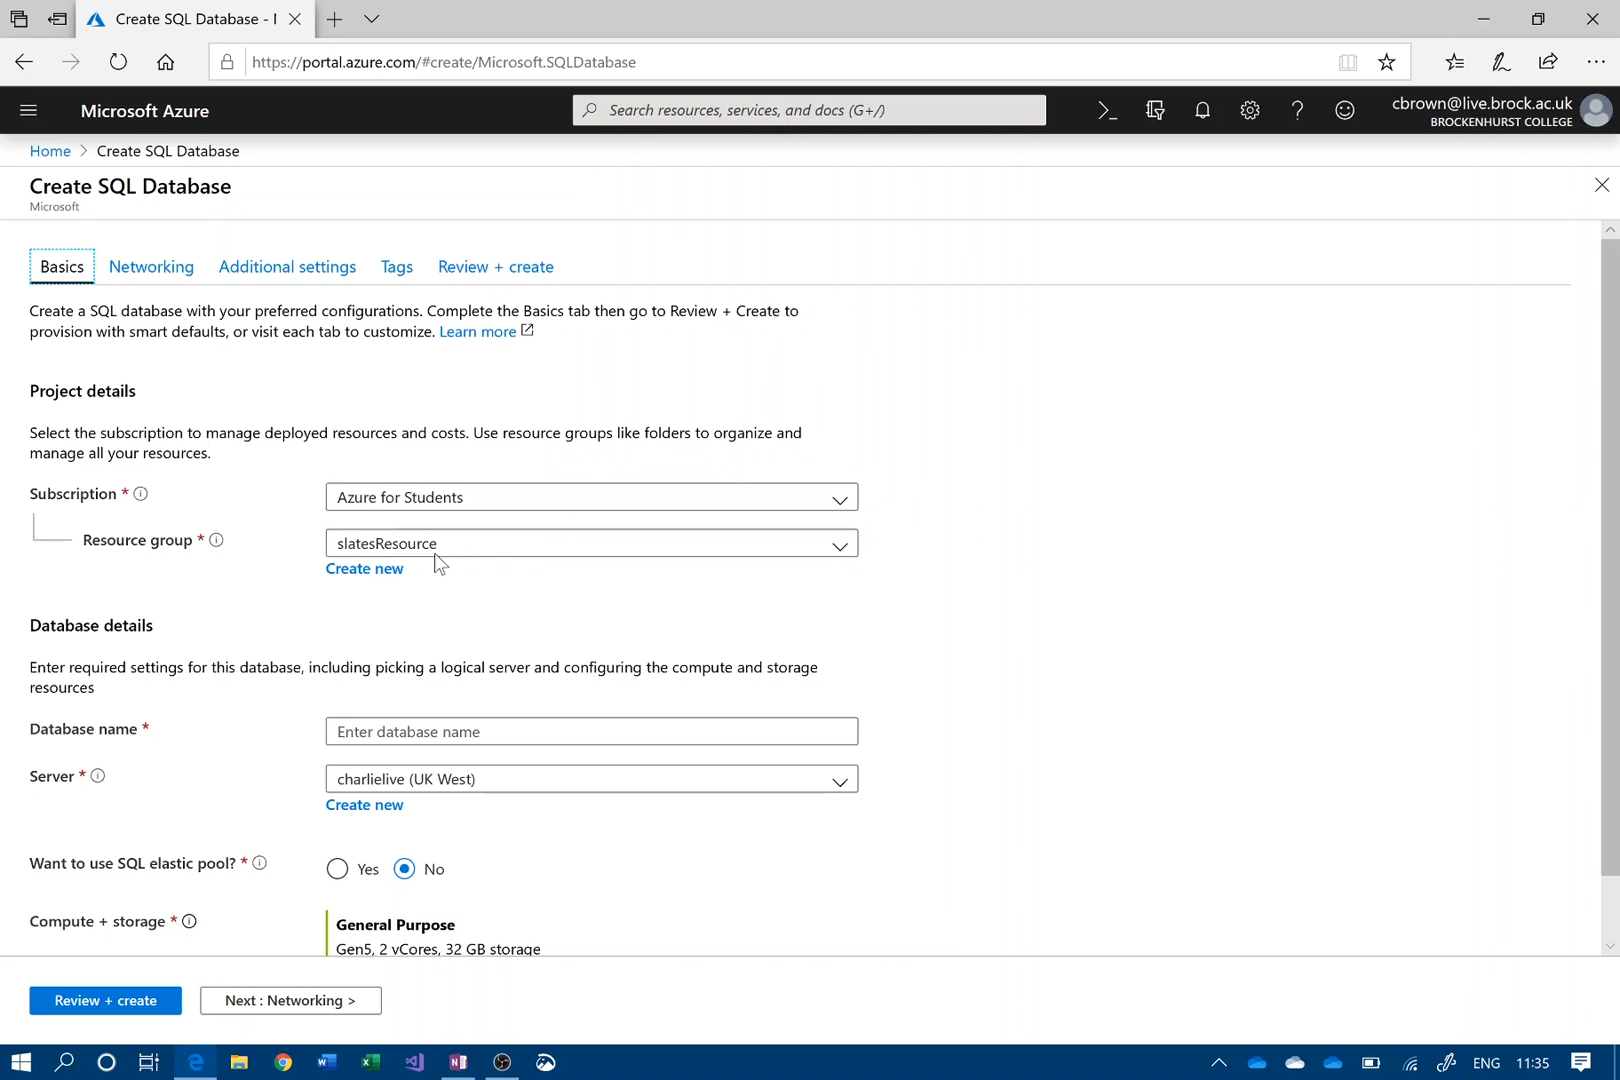 Create SQL Database - I
https://portal.azure.com/#create/Microsoft.SQLDatabase
Microsoft Azure
Search resources, services, and docs (G+/)
cbrown@live.brock.ac.uk
BROCKENHURST COLLEGE
Home > Create SQL Database
Create SQL Database
Microsoft
Basics Networking Additional settings Tags Review + create
Create a SQL database with your preferred configurations. Complete the Basics tab then go to Review + Create to
provision with smart defaults, or visit each tab to customize. Learn more
Project details
Select the subscription to manage deployed resources and costs. Use resource groups like folders to organize and
manage all your resources.
Subscription *
Azure for Students
Resource group *
slatesResource
Create new
Database details
Enter required settings for this database, including picking a logical server and configuring the compute and storage
resources
Database name *
Enter database name
Server *
charlielive (UK West)
Create new
Want to use SQL elastic pool? *
Yes No
Compute + storage *
General Purpose
Gen5, 2 vCores, 32 GB storage
Review + create
Next : Networking >
ENG 11:35